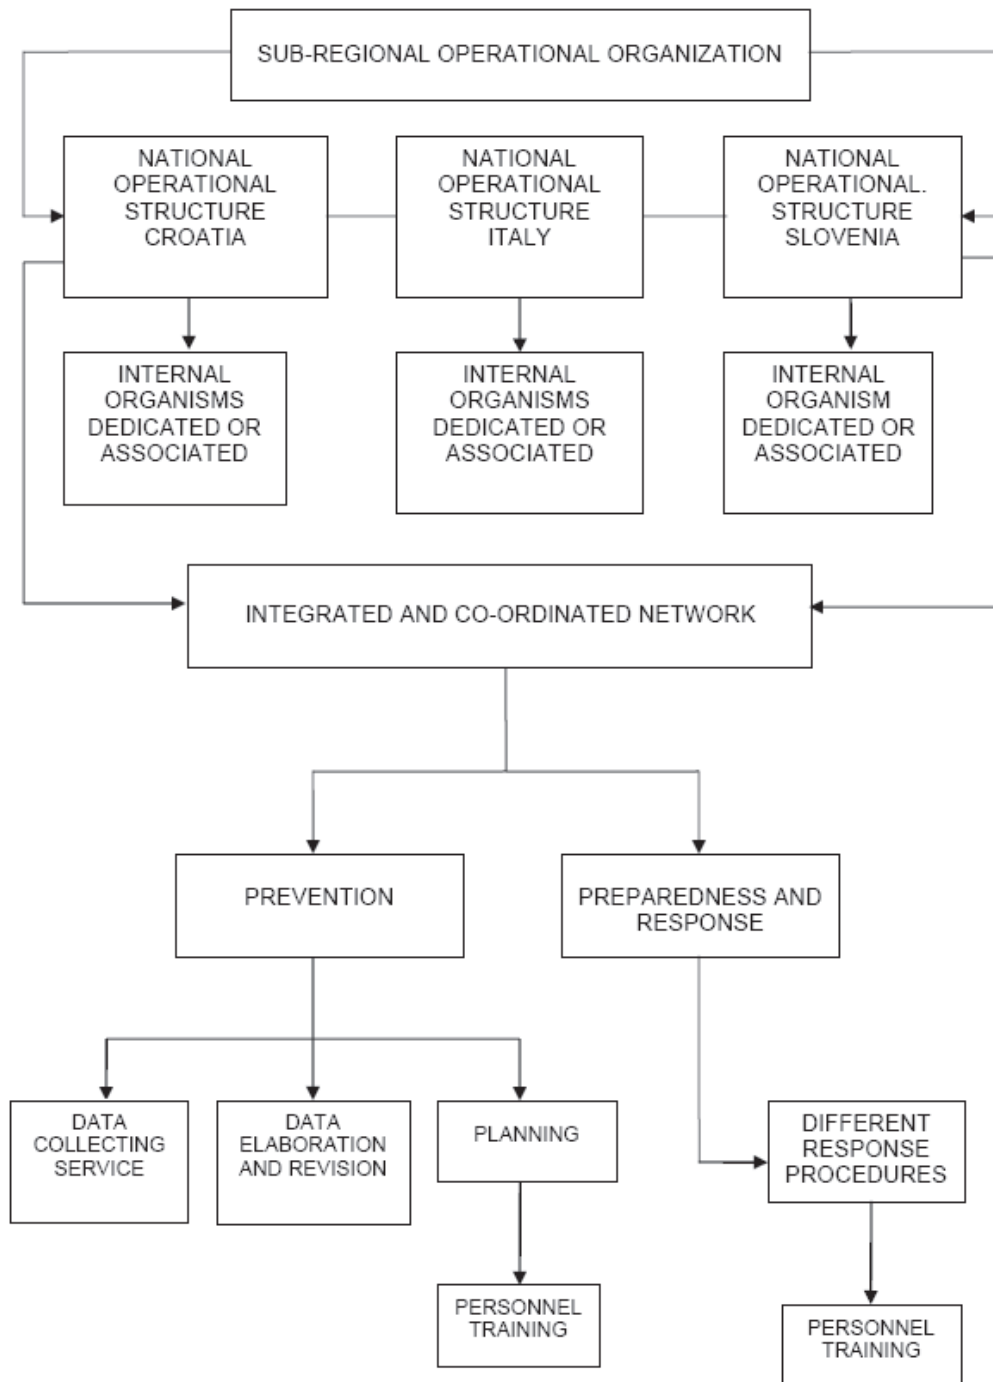 SUB-REGIONAL OPERATIONAL ORGANIZATION
NATIONAL
OPERATIONAL
STRUCTURE
CROATIA
NATIONAL
OPERATIONAL
STRUCTURE
ITALY
NATIONAL
OPERATIONAL.
STRUCTURE
SLOVENIA
INTERNAL
ORGANISMS
DEDICATED OR
ASSOCIATED
INTERNAL
ORGANISMS
DEDICATED OR
ASSOCIATED
INTERNAL
ORGANISM
DEDICATED OR
ASSOCIATED
INTEGRATED AND CO-ORDINATED NETWORK
PREVENTION
PREPAREDNESS AND
RESPONSE
DATA
COLLECTING
SERVICE
DATA
ELABORATION
AND REVISION
PLANNING
DIFFERENT
RESPONSE
PROCEDURES
PERSONNEL
TRAINING
PERSONNEL
TRAINING